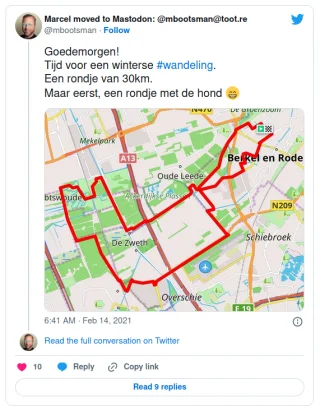 Marcel moved to Mastodon: @mbootsman@toot.re
@mbootsman · Follow
Goedemorgen!
Tijd voor een winterse #wandeling.
Een rondje van 30km.
Maar eerst, een rondje met de hond 😄
N470
De Groenzoom
Mekelpark
A13
Berkel en Rode
Oude Leede
Akkerdijkse Plassen
btswoude
N209
Schiebroek
De Zweth
Overschie
E 19
6:41 AM · Feb 14, 2021
Read the full conversation on Twitter
10 Reply Copy link
Read 9 replies